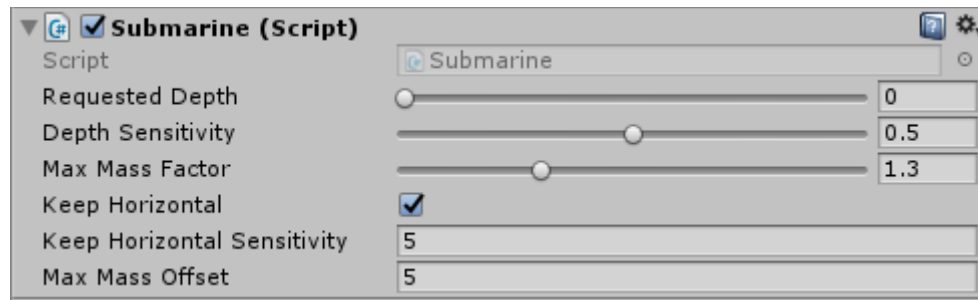 Submarine (Script)
Script Submarine
Requested Depth 0
Depth Sensitivity 0.5
Max Mass Factor 1.3
Keep Horizontal
Keep Horizontal Sensitivity 5
Max Mass Offset 5